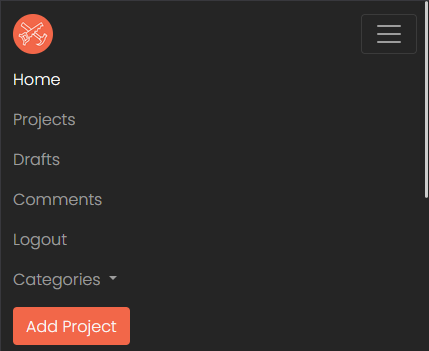 Home
Projects
Drafts
Comments
Logout
Categories
Add Project